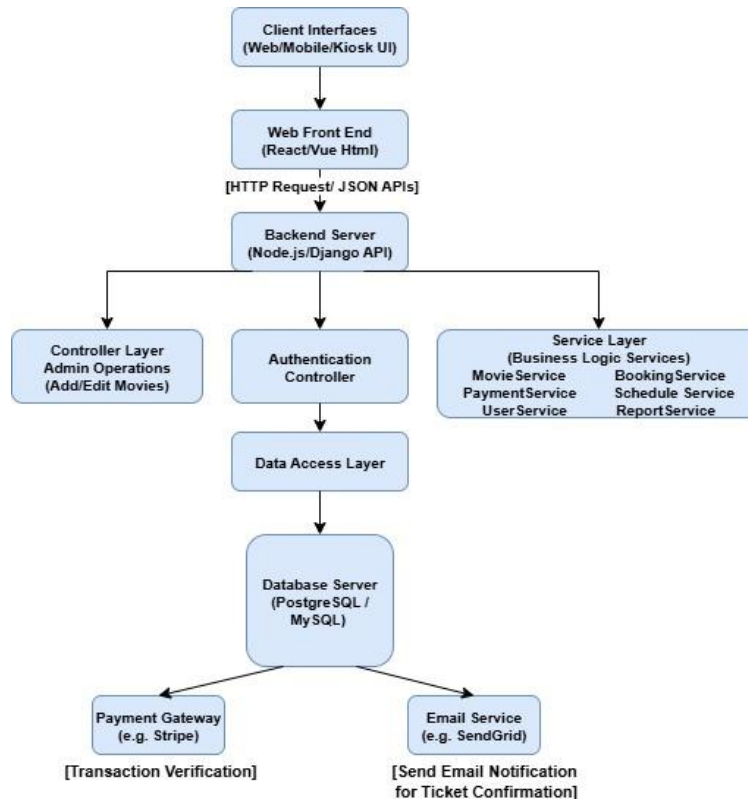 Client Interfaces
(Web/Mobile/Kiosk UI)
Web Front End
(React/Vue Html)
[HTTP Request/ JSON APIs]
Backend Server
(Node.js/Django API)
Controller Layer
Admin Operations
(Add/Edit Movies)
Authentication
Controller
Service Layer
(Business Logic Services)
MovieService BookingService
PaymentService Schedule Service
UserService ReportService
Data Access Layer
Database Server
(PostgreSQL /
MySQL)
Payment Gateway
(e.g. Stripe)
[Transaction Verification]
Email Service
(e.g. SendGrid)
[Send Email Notification
for Ticket Confirmation]